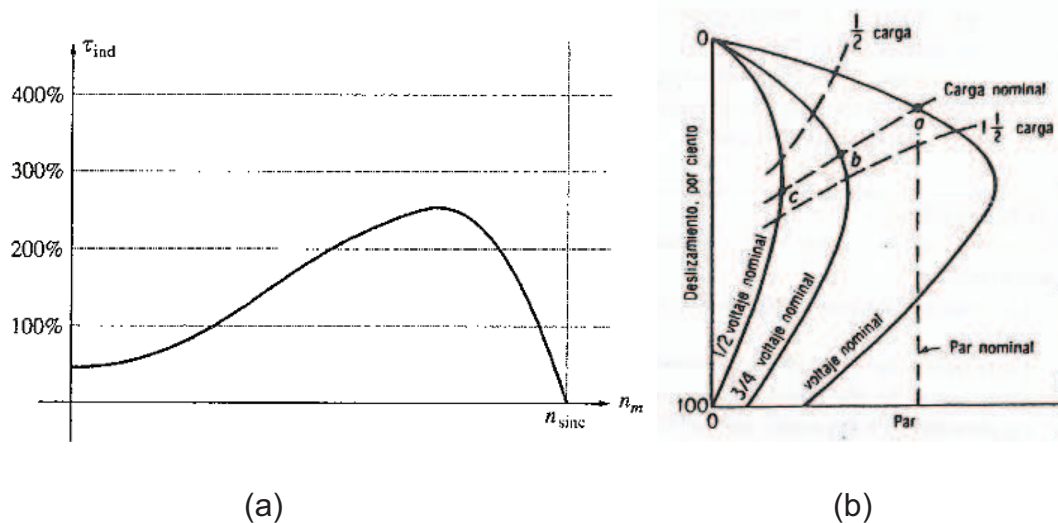 τind
400%
300%
200%
100%
nm
nsinc
(a)
0
1/2 carga
Carga nominal
a
1 1/2 carga
b
c
Deslizamiento, por ciento
1/2 voltaje nominal
3/4 voltaje nominal
voltaje nominal
Par nominal
100
0
Par
(b)